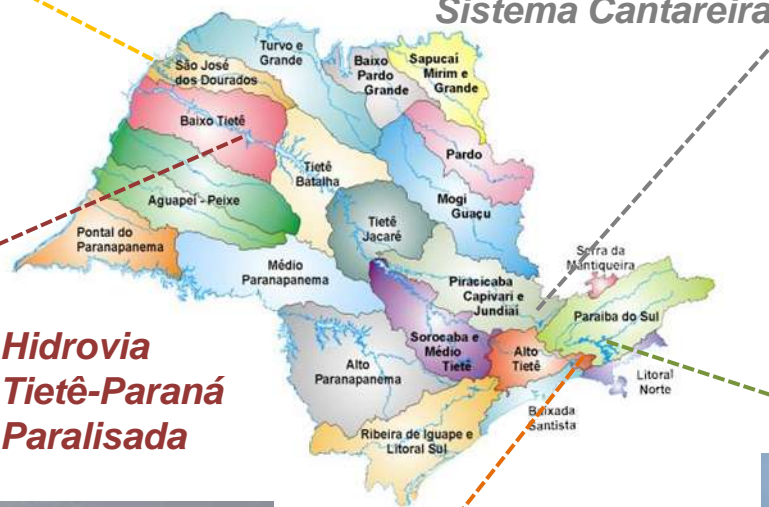 Sistema Cantareira
Turvo e
Grande
Baixo
Pardo
Grande
Sapucaí
Mirim e
Grande
São José
dos Dourados
Baixo Tietê
Pardo
Tietê
Batalha
Mogi
Guaçu
Aguapeí - Peixe
Tietê
Jacaré
Pontal do
Paranapanema
Médio
Paranapanema
Piracicaba
Capivari e
Jundiaí
Serra da
Mantiqueira
Paraíba do Sul
Hidrovia
Tietê-Paraná
Paralisada
Sorocaba e
Médio
Tietê
Alto
Tietê
Alto
Paranapanema
Litoral
Norte
Baixada
Santista
Ribeira de Iguape e
Litoral Sul